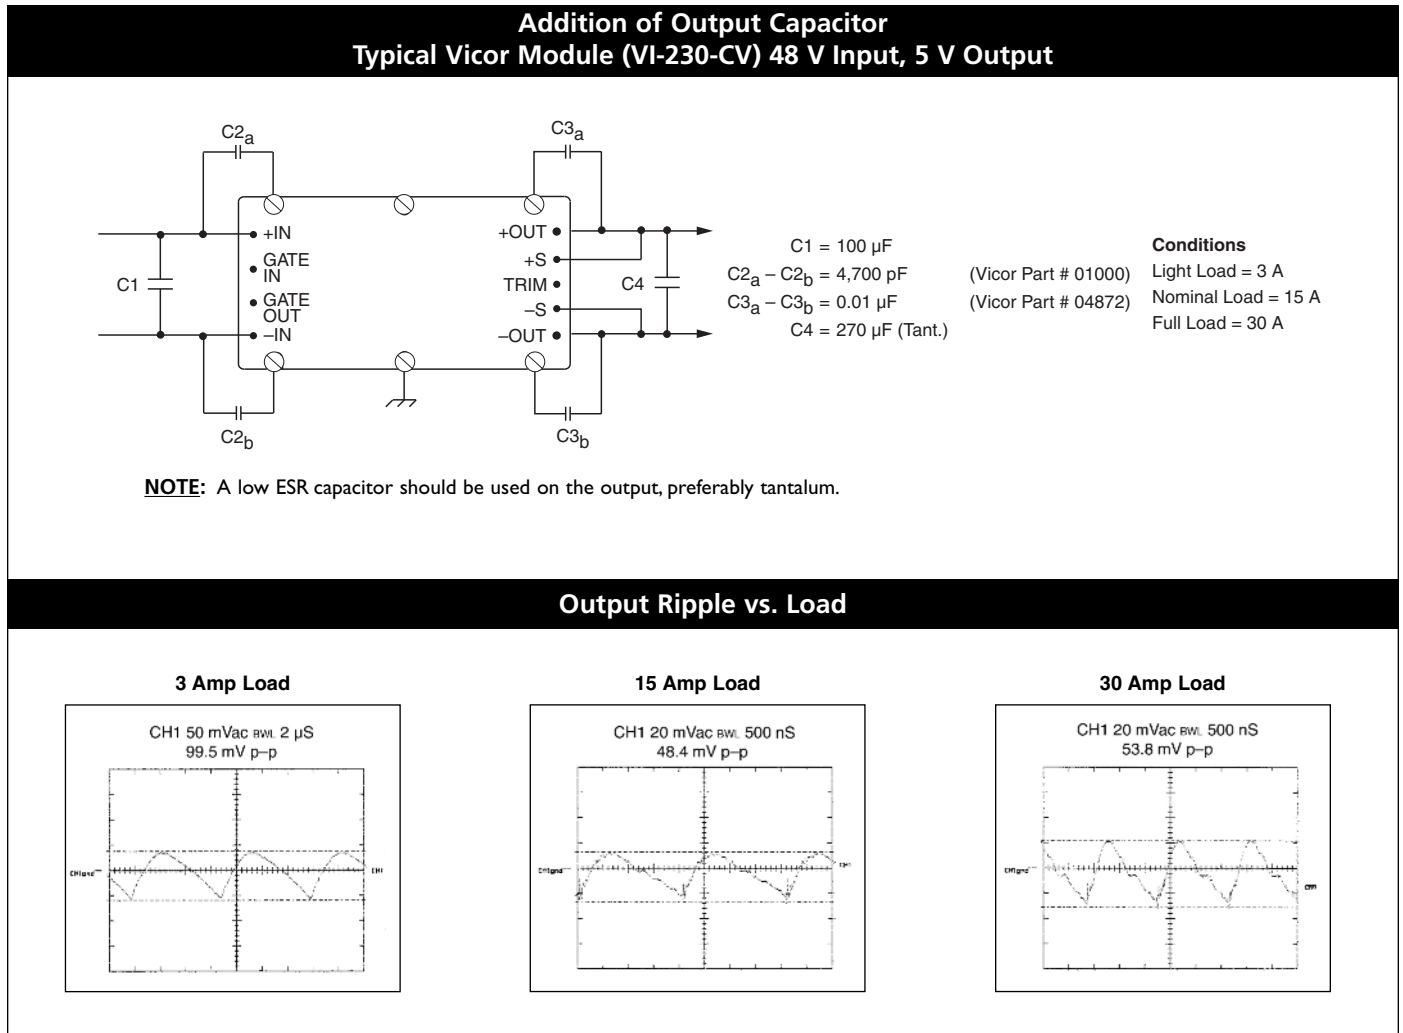 Addition of Output Capacitor
Typical Vicor Module (VI-230-CV) 48 V Input, 5 V Output
C2a
C3a
+IN
GATE
IN
GATE
OUT
–IN
C1
+OUT
+S
TRIM
–S
–OUT
C4
C2b
C3b
C1 = 100 µF
C2a – C2b = 4,700 pF (Vicor Part # 01000)
C3a – C3b = 0.01 µF (Vicor Part # 04872)
C4 = 270 µF (Tant.)
Conditions
Light Load = 3 A
Nominal Load = 15 A
Full Load = 30 A
NOTE: A low ESR capacitor should be used on the output, preferably tantalum.
Output Ripple vs. Load
3 Amp Load
CH1 50 mVac BWL 2 µS
99.5 mV p–p
CH1gnd
CH1
15 Amp Load
CH1 20 mVac BWL 500 nS
48.4 mV p–p
CH1gnd
CH1
30 Amp Load
CH1 20 mVac BWL 500 nS
53.8 mV p–p
CH1gnd